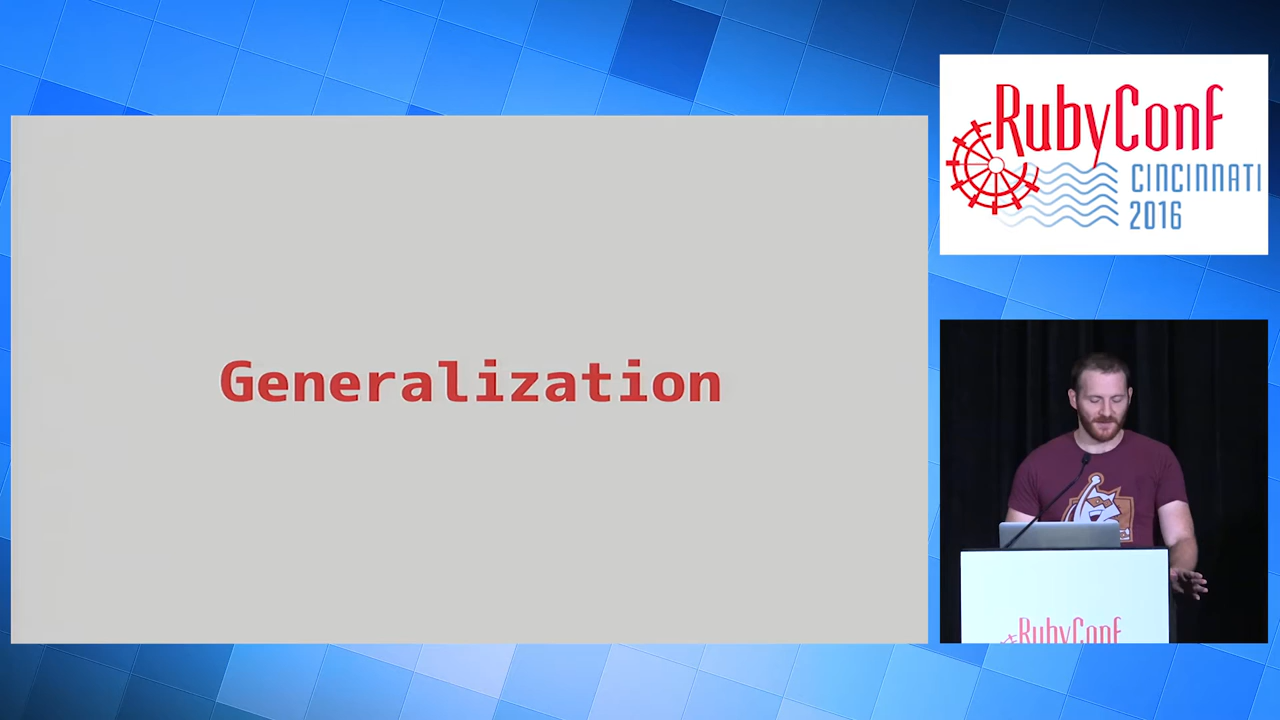 Generalization
RubyConf
CINCINNATI
2016
RubyConf